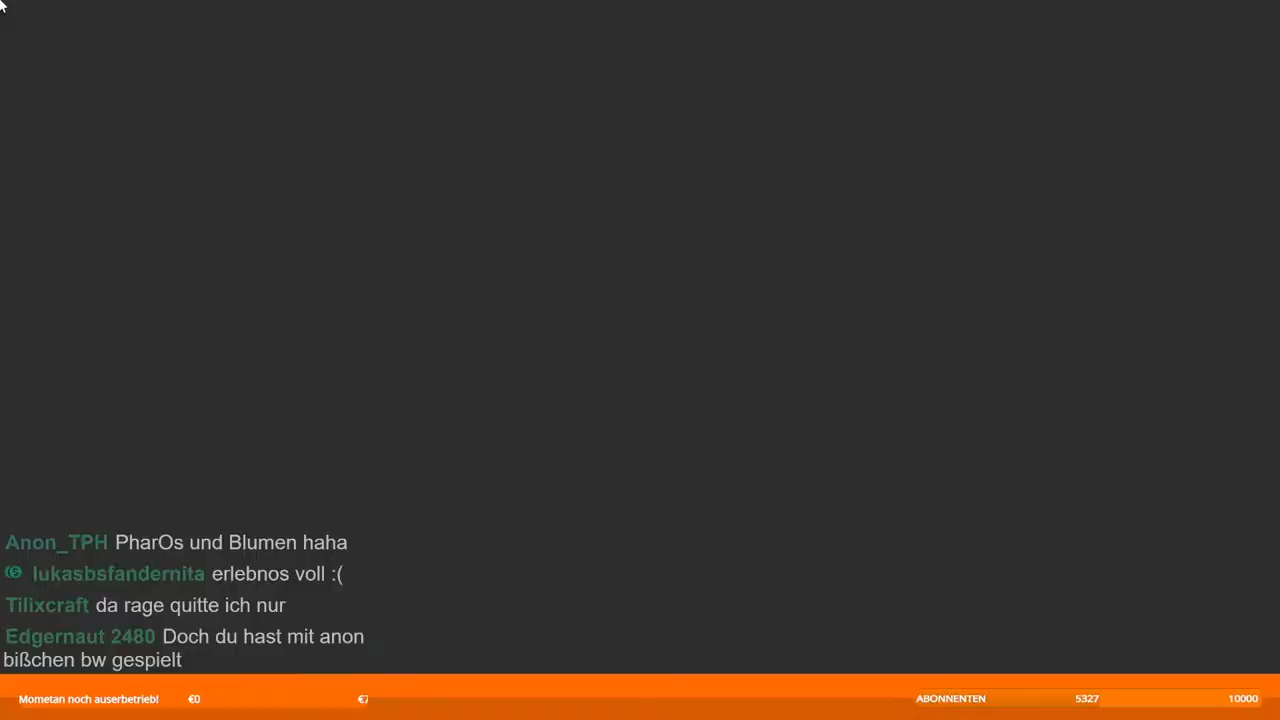 Anon_TPH PharOs und Blumen haha
lukasbsfandernita erlebnos voll :(
Tilixcraft da rage quitte ich nur
Edgernaut 2480 Doch du hast mit anon
bißchen bw gespielt
Mometan noch auserbetrieb! €0 ABONNENTEN 5327 10000